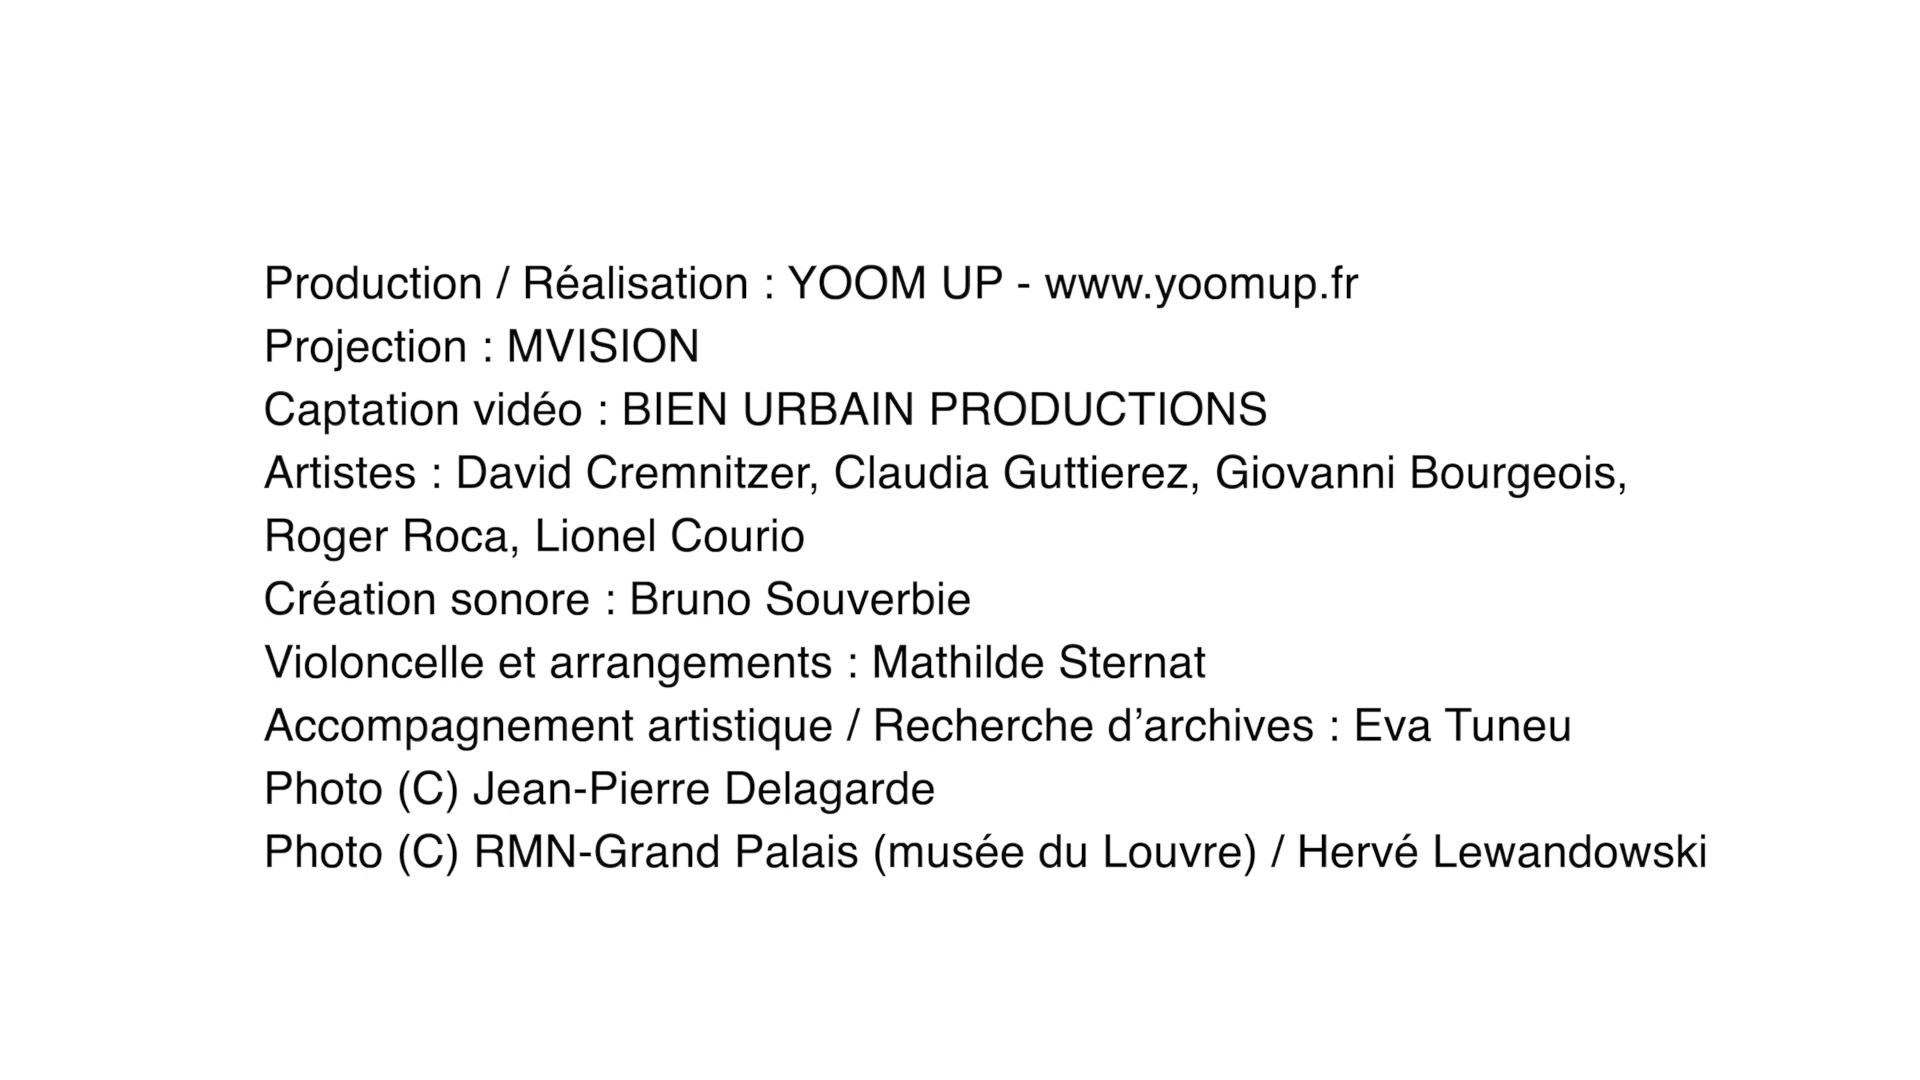 Production / Réalisation : YOOM UP - www.yoomup.fr
Projection : MVISION
Captation vidéo : BIEN URBAIN PRODUCTIONS
Artistes : David Cremnitzer, Claudia Guttierez, Giovanni Bourgeois,
Roger Roca, Lionel Courio
Création sonore : Bruno Souverbie
Violoncelle et arrangements : Mathilde Sternat
Accompagnement artistique / Recherche d’archives : Eva Tuneu
Photo (C) Jean-Pierre Delagarde
Photo (C) RMN-Grand Palais (musée du Louvre) / Hervé Lewandowski